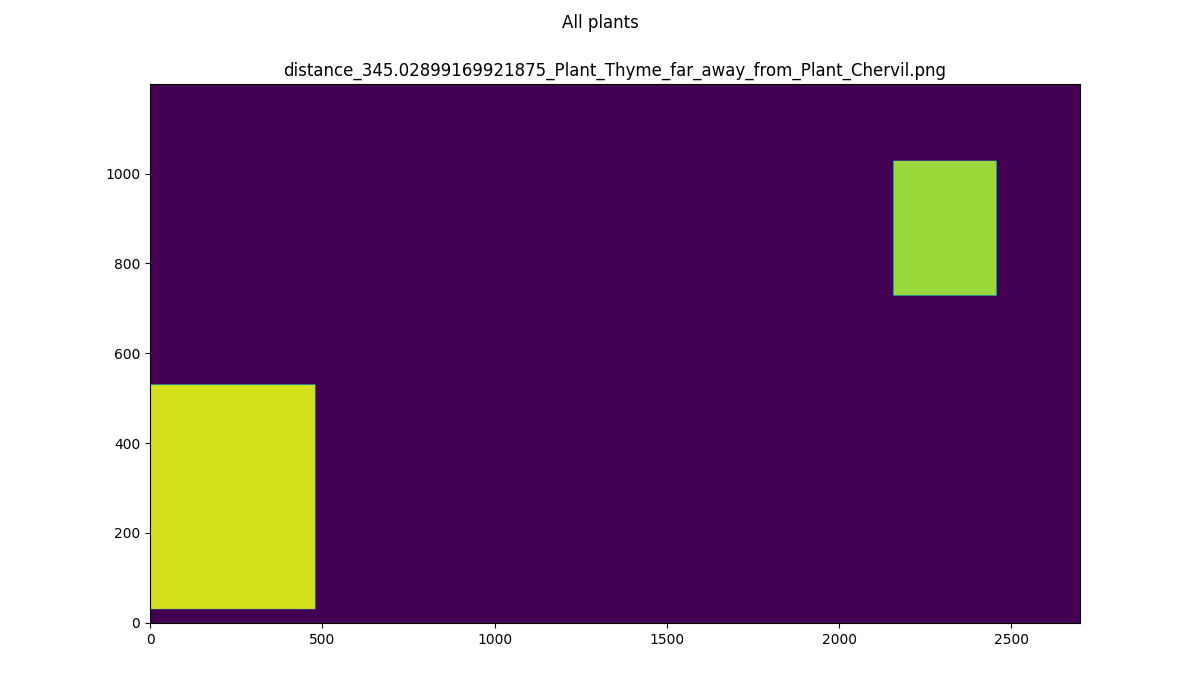 All plants
distance_345.02899169921875_Plant_Thyme_far_away_from_Plant_Chervil.png
1000
800
600
400
200
0
0 500 1000 1500 2000 2500